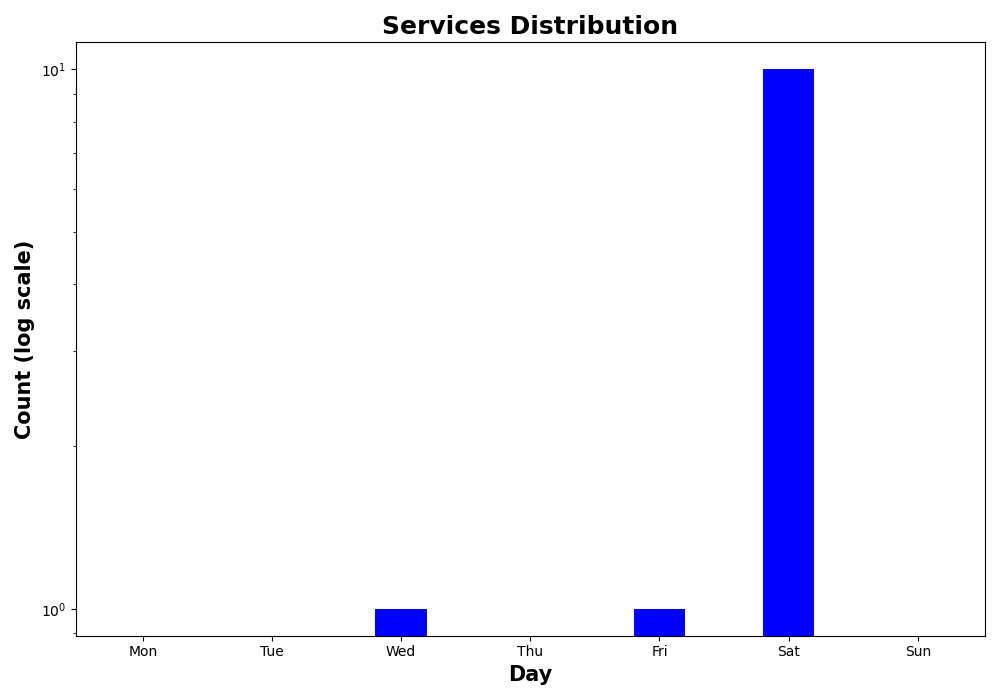 Services Distribution
10¹
10⁰
Count (log scale)
Mon Tue Wed Thu Fri Sat Sun
Day